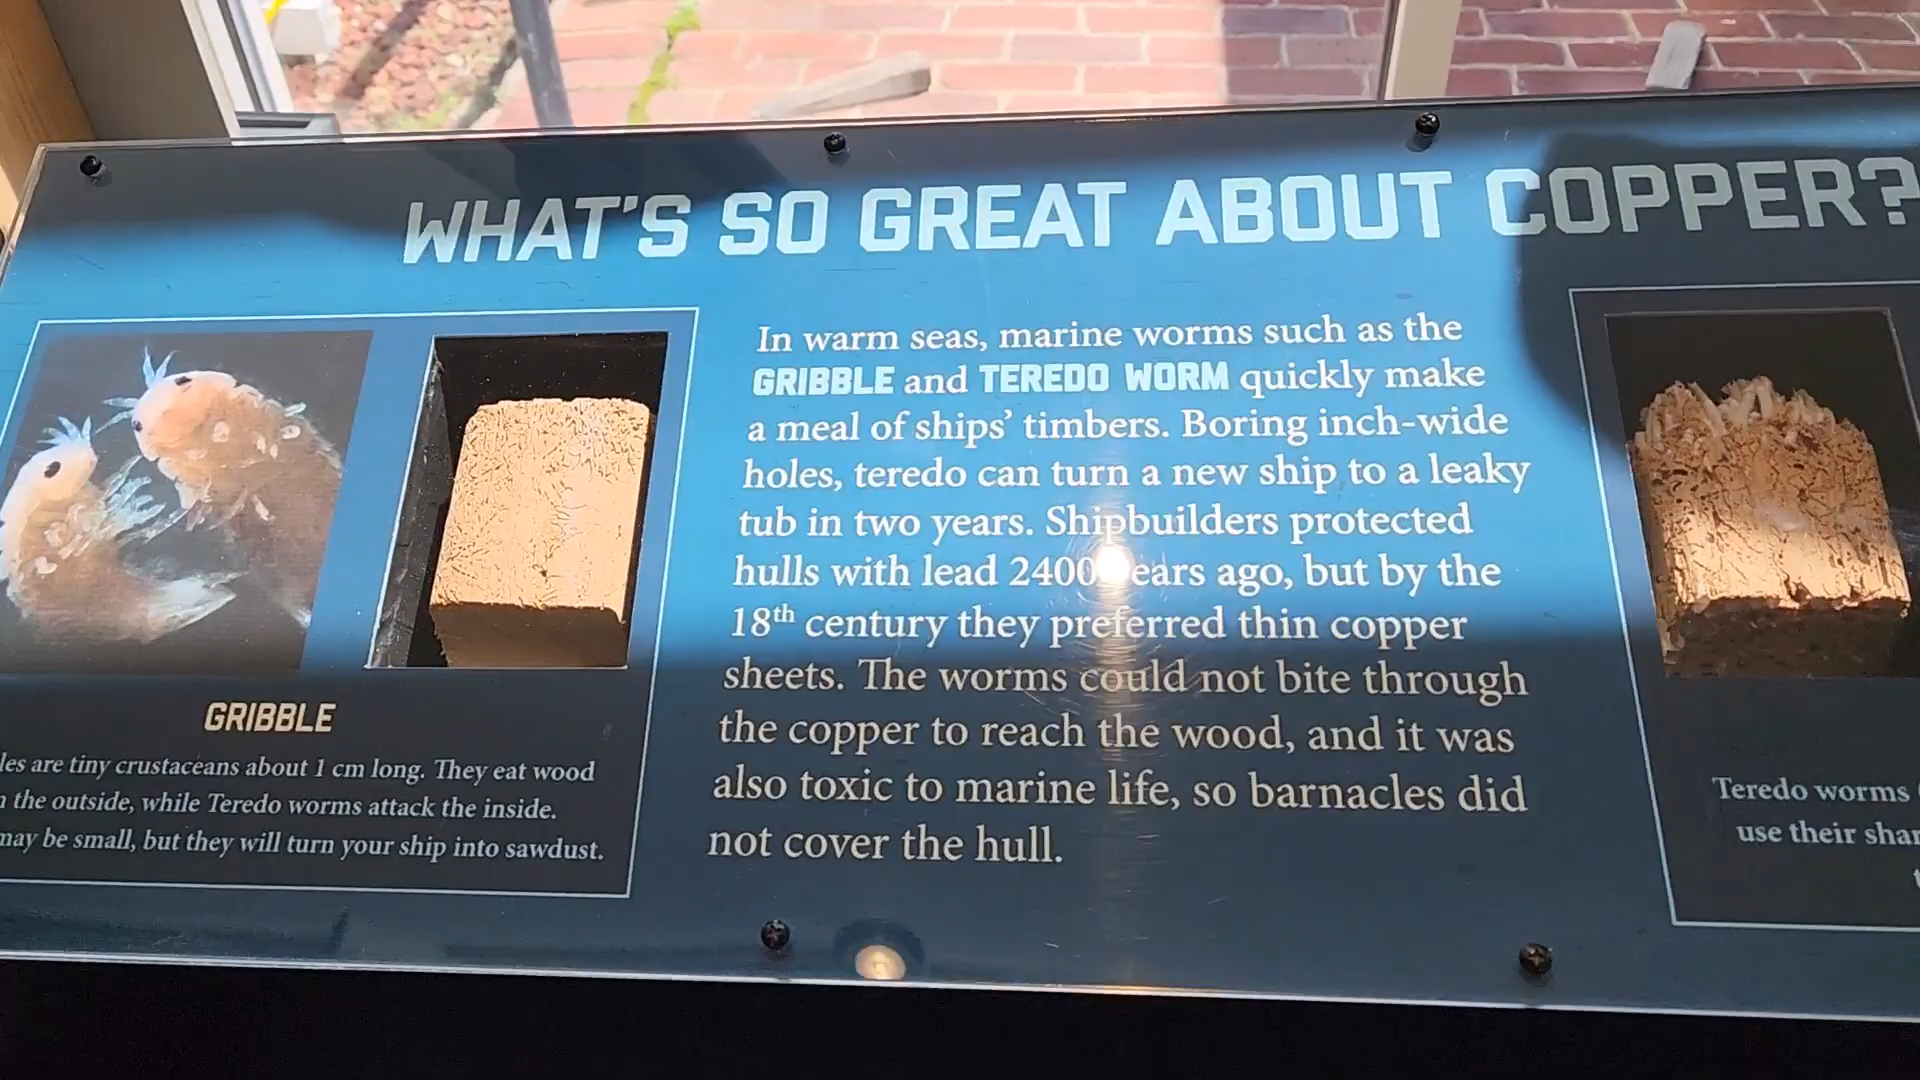 WHAT'S SO GREAT ABOUT COPPER?
In warm seas, marine worms such as the
GRIBBLE and TEREDO WORM quickly make
a meal of ships' timbers. Boring inch-wide
holes, teredo can turn a new ship to a leaky
tub in two years. Shipbuilders protected
hulls with lead 2400 ears ago, but by the
18th century they preferred thin copper
sheets. The worms could not bite through
the copper to reach the wood, and it was
also toxic to marine life, so barnacles did
not cover the hull.
GRIBBLE
les are tiny crustaceans about 1 cm long. They eat wood
the outside, while Teredo worms attack the inside.
may be small, but they will turn your ship into sawdust.
Teredo worms
use their shar